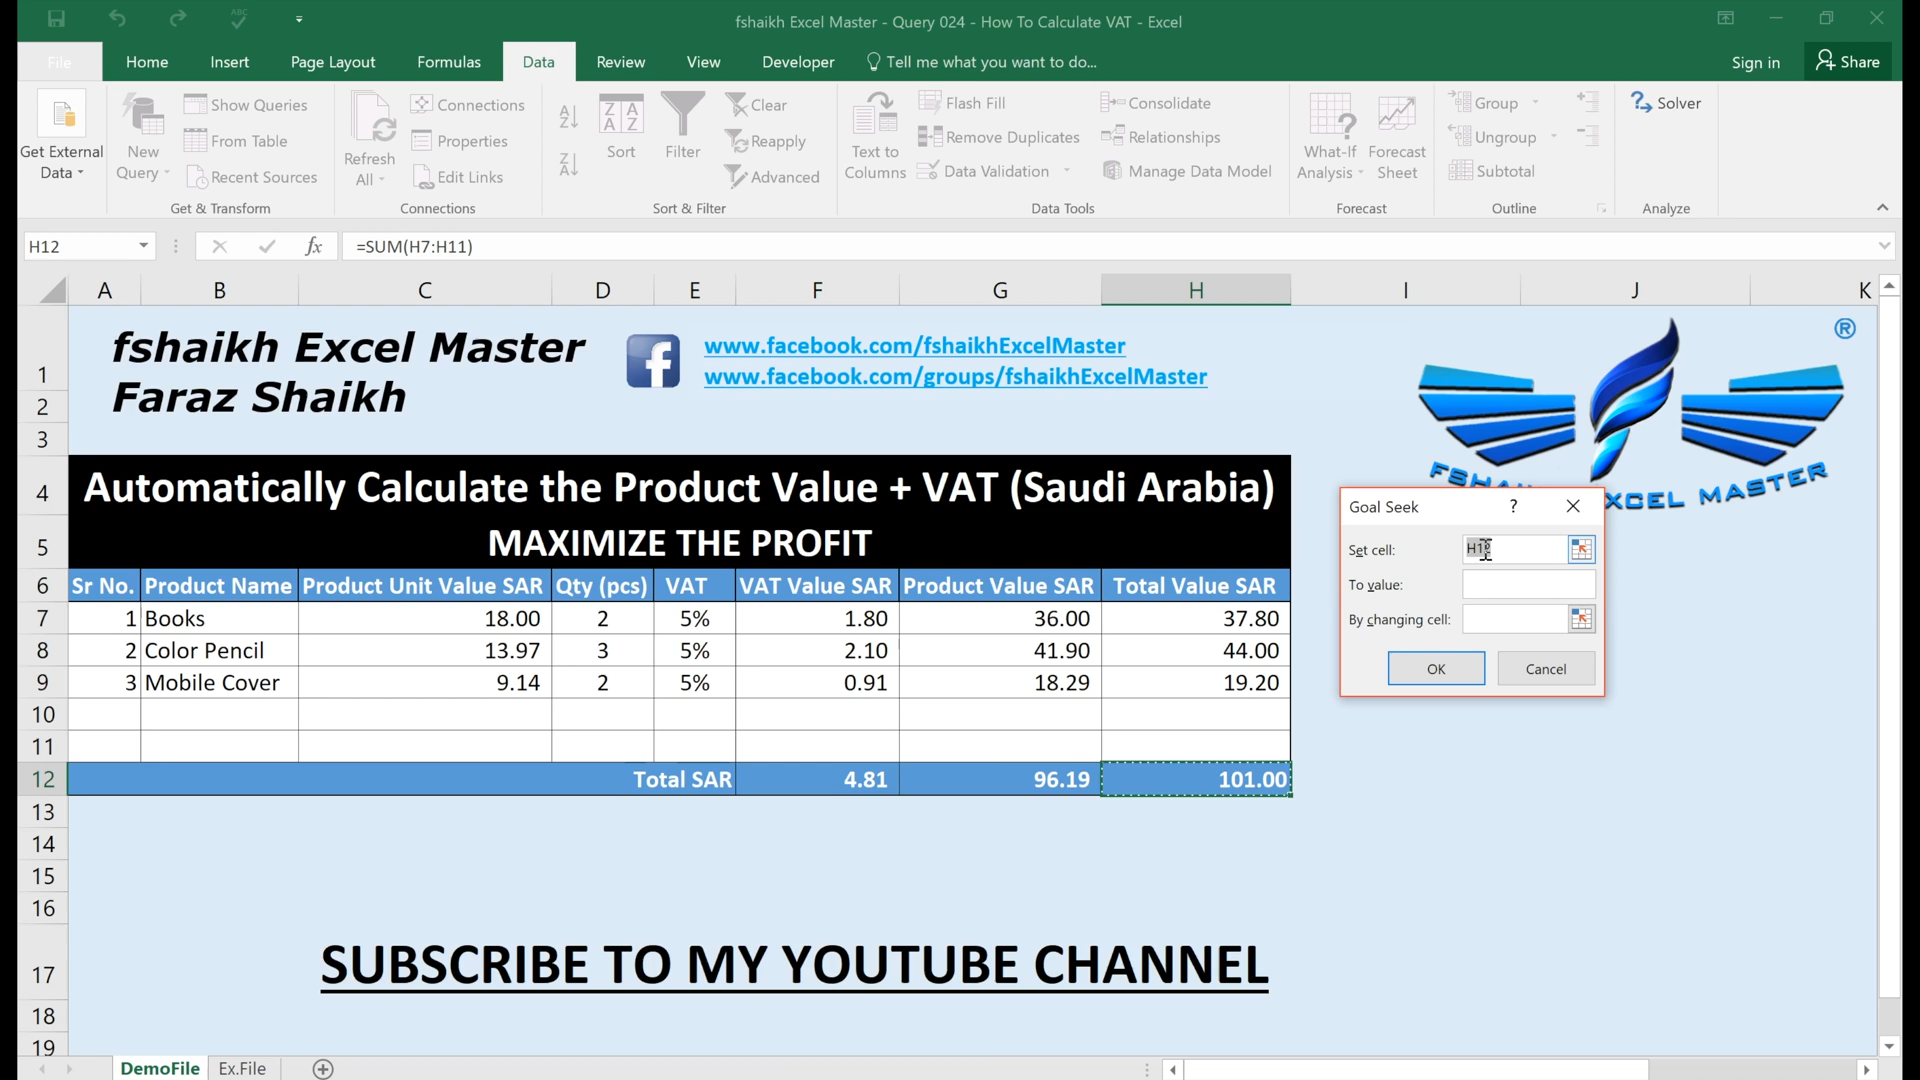 fshaikh Excel Master - Query 024 - How To Calculate VAT - Excel
File Home Insert Page Layout Formulas Data Review View Developer Tell me what you want to do... Sign in Share
Get External Data
New Query
Show Queries
From Table
Recent Sources
Get & Transform
Refresh All
Connections
Properties
Edit Links
Connections
Sort
Filter
Clear
Reapply
Advanced
Sort & Filter
Text to Columns
Flash Fill
Remove Duplicates
Data Validation
Consolidate
Relationships
Manage Data Model
Data Tools
What-If Analysis
Forecast Sheet
Forecast
Group
Ungroup
Subtotal
Outline
Solver
Analyze
H12 fx =SUM(H7:H11)
A B C D E F G H I J K
1 2 3 4 5 6 7 8 9 10 11 12 13 14 15 16 17 18 19
fshaikh Excel Master
Faraz Shaikh
www.facebook.com/fshaikhExcelMaster
www.facebook.com/groups/fshaikhExcelMaster
®
Automatically Calculate the Product Value + VAT (Saudi Arabia)
MAXIMIZE THE PROFIT
Sr No. Product Name Product Unit Value SAR Qty (pcs) VAT VAT Value SAR Product Value SAR Total Value SAR
1 Books 18.00 2 5% 1.80 36.00 37.80
2 Color Pencil 13.97 3 5% 2.10 41.90 44.00
3 Mobile Cover 9.14 2 5% 0.91 18.29 19.20
Total SAR 4.81 96.19 101.00
Goal Seek ?
Set cell: H12
To value:
By changing cell:
OK Cancel
SUBSCRIBE TO MY YOUTUBE CHANNEL
DemoFile Ex.File